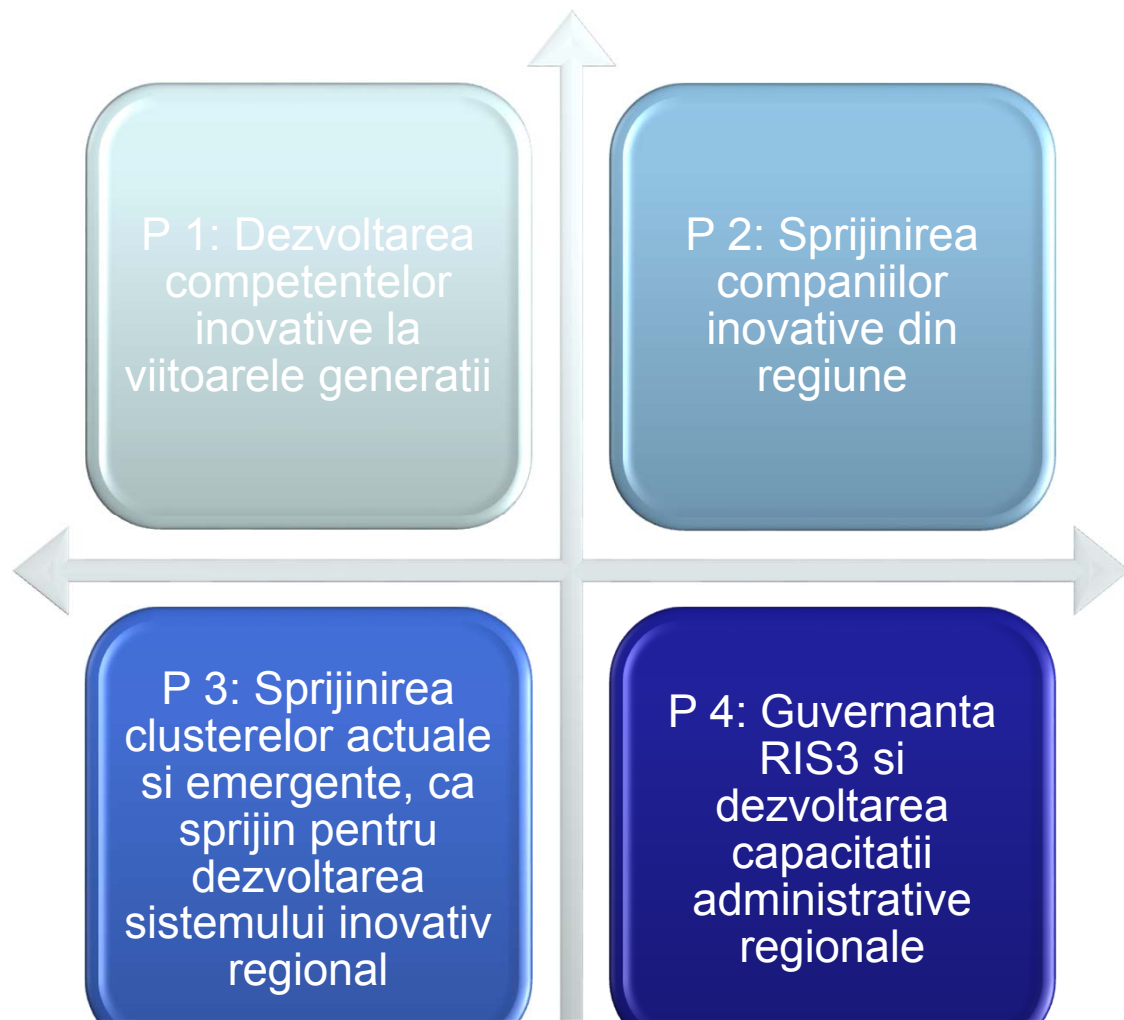 P 1: Dezvoltarea
competentelor
inovative la
viitoarele generatii
P 2: Sprijinirea
companiilor
inovative din
regiune
P 3: Sprijinirea
clusterelor actuale
si emergente, ca
sprijin pentru
dezvoltarea
sistemului inovativ
regional
P 4: Guvernanta
RIS3 si
dezvoltarea
capacitatii
administrative
regionale